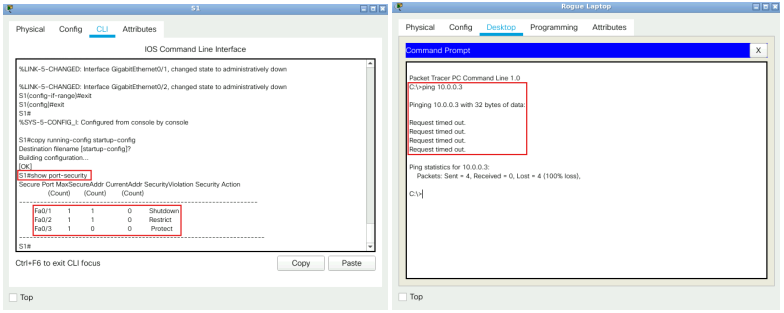 S1
Physical Config CLI Attributes
IOS Command Line Interface
%LINK-5-CHANGED: Interface GigabitEthernet0/1, changed state to administratively down
%LINK-5-CHANGED: Interface GigabitEthernet0/2, changed state to administratively down
S1(config-if-range)#exit
S1(config)#exit
S1#
%SYS-5-CONFIG_I: Configured from console by console
S1#copy running-config startup-config
Destination filename [startup-config]?
Building configuration...
[OK]
S1#show port-security
Secure Port MaxSecureAddr CurrentAddr SecurityViolation Security Action
(Count) (Count) (Count)
--------------------------------------------------------------------
Fa0/1 1 1 0 Shutdown
Fa0/2 1 1 0 Restrict
Fa0/3 1 0 0 Protect
----------------------------------------------------------------------
S1#
Ctrl+F6 to exit CLI focus
Copy Paste
Top
Rogue Laptop
Physical Config Desktop Programming Attributes
Command Prompt X
Packet Tracer PC Command Line 1.0
C:\>ping 10.0.0.3
Pinging 10.0.0.3 with 32 bytes of data:
Request timed out.
Request timed out.
Request timed out.
Request timed out.
Ping statistics for 10.0.0.3:
Packets: Sent = 4, Received = 0, Lost = 4 (100% loss),
C:\>
Top